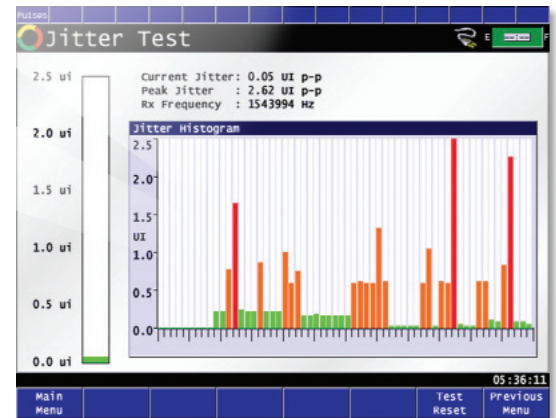 Pulses
Jitter Test
E F
2.5 ui
2.0 ui
1.5 ui
1.0 ui
0.5 ui
0.0 ui
Current Jitter: 0.05 UI p-p
Peak Jitter : 2.62 UI p-p
Rx Frequency : 1543994 Hz
Jitter Histogram
2.5
2.0
1.5
UI
1.0
0.5
0.0
05:36:11
Main Menu
Test Reset
Previous Menu